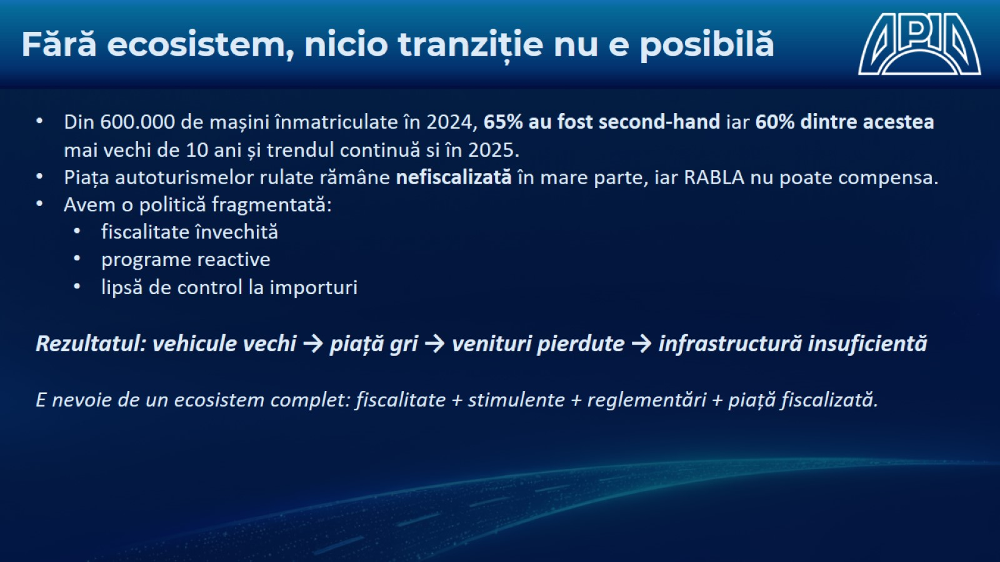 Fără ecosistem, nicio tranziție nu e posibilă
APIA
• Din 600.000 de mașini înmatriculate în 2024, 65% au fost second-hand iar 60% dintre acestea
mai vechi de 10 ani și trendul continuă si în 2025.
• Piața autoturismelor rulate rămâne nefiscalizată în mare parte, iar RABLA nu poate compensa.
• Avem o politică fragmentată:
• fiscalitate învechită
• programe reactive
• lipsă de control la importuri
Rezultatul: vehicule vechi → piață gri → venituri pierdute → infrastructură insuficientă
E nevoie de un ecosistem complet: fiscalitate + stimulente + reglementări + piață fiscalizată.